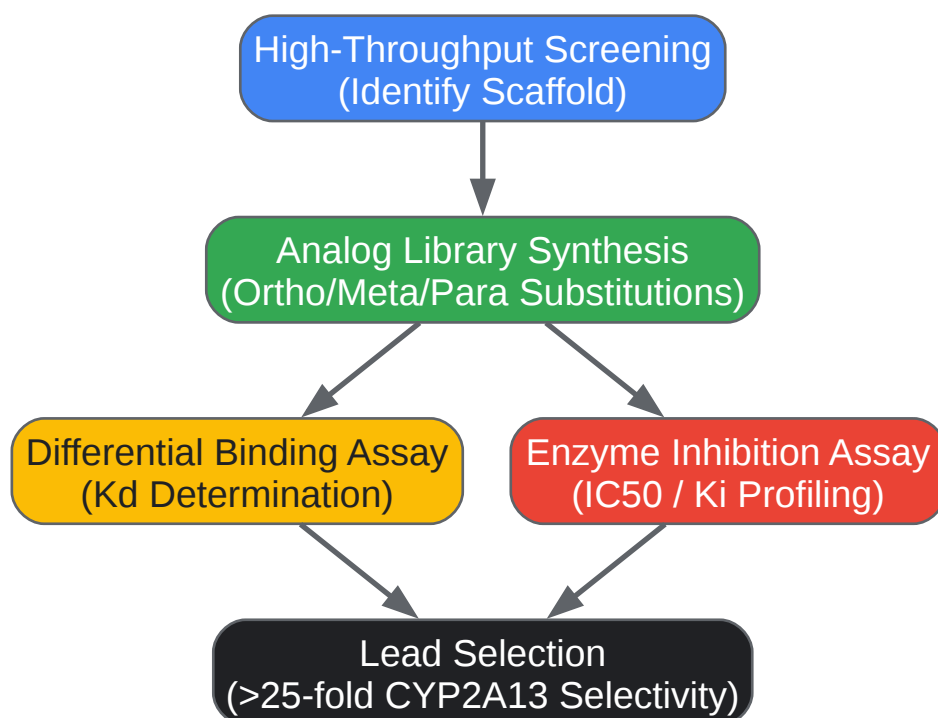 High-Throughput Screening
(Identify Scaffold)
Analog Library Synthesis
(Ortho/Meta/Para Substitutions)
Differential Binding Assay
(Kd Determination)
Enzyme Inhibition Assay
(IC50 / Ki Profiling)
Lead Selection
(>25-fold CYP2A13 Selectivity)